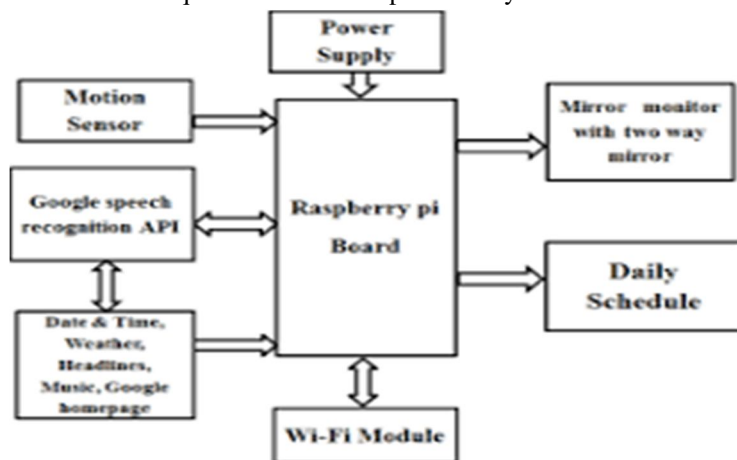 Power
Supply
Motion
Sensor
Mirror monitor
with two way
mirror
Google speech
recognition API
Raspberry pi
Board
Daily
Schedule
Date & Time,
Weather,
Headlines,
Music, Google
homepage
Wi-Fi Module